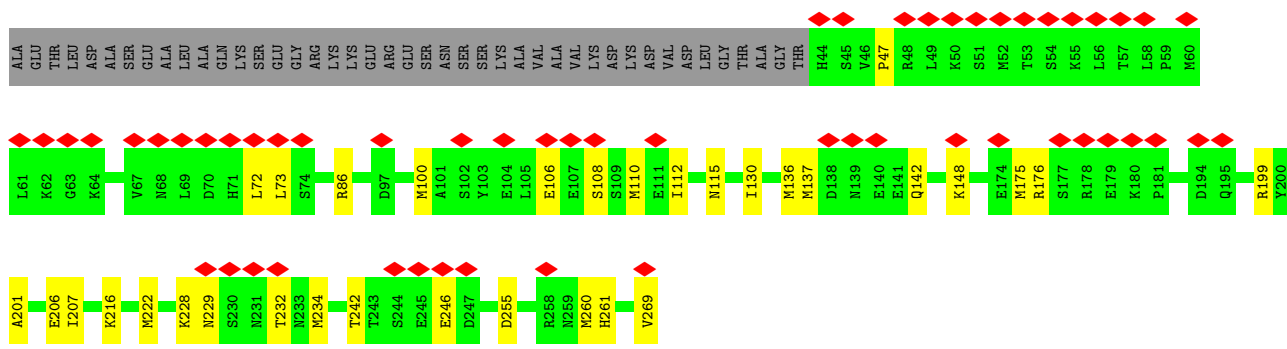 ALA GLU THR LEU ASP ALA SER GLU ALA LEU ALA GLN LYS SER GLU GLY ARG LYS LYS GLU ARG GLU SER ASN SER SER LYS ALA VAL ALA VAL LYS ASP LYS ASP VAL ASP LEU GLY THR ALA GLY THR H44 S45 V46 P47 R48 L49 K50 S51 M52 T53 S54 K55 L56 T57 L58 P59 M60
L61 K62 G63 K64 V67 N68 L69 D70 H71 L72 L73 S74 R86 D97 M100 A101 S102 Y103 E104 L105 E106 E107 S108 S109 M110 E111 I112 N115 I130 M136 M137 D138 N139 E140 E141 Q142 K148 E174 M175 R176 S177 R178 E179 K180 P181 D194 Q195 R199 Y200
A201 E206 I207 K216 M222 K228 N229 S230 N231 T232 N233 M234 T242 T243 S244 E245 E246 D247 D255 R258 N259 M260 H261 V269